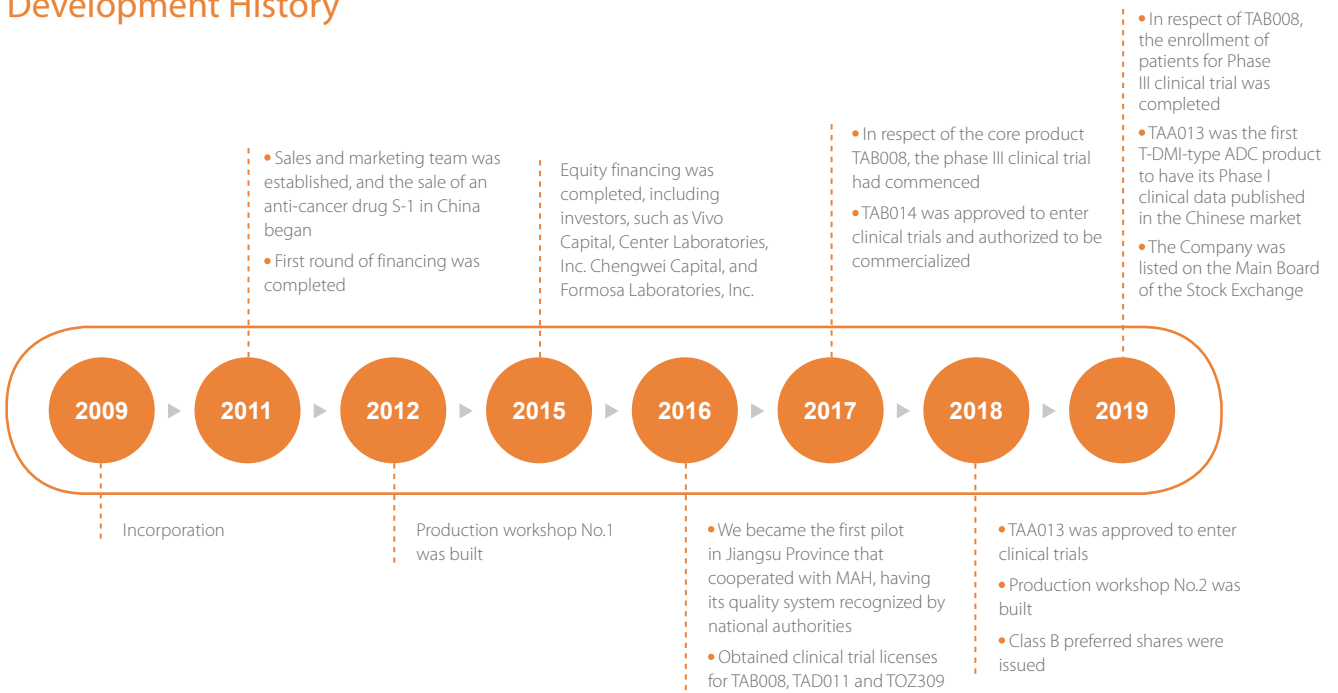 Development History
• In respect of TAB008,
the enrollment of
patients for Phase
III clinical trial was
completed
• TAA013 was the first
T-DMI-type ADC product
to have its Phase I
clinical data published
in the Chinese market
• The Company was
listed on the Main Board
of the Stock Exchange
• Sales and marketing team was
established, and the sale of an
anti-cancer drug S-1 in China
began
• First round of financing was
completed
Equity financing was
completed, including
investors, such as Vivo
Capital, Center Laboratories,
Inc. Chengwei Capital, and
Formosa Laboratories, Inc.
• In respect of the core product
TAB008, the phase III clinical trial
had commenced
• TAB014 was approved to enter
clinical trials and authorized to be
commercialized
2009
2011
2012
2015
2016
2017
2018
2019
Incorporation
Production workshop No.1
was built
• We became the first pilot
in Jiangsu Province that
cooperated with MAH, having
its quality system recognized by
national authorities
• Obtained clinical trial licenses
for TAB008, TAD011 and TOZ309
• TAA013 was approved to enter
clinical trials
• Production workshop No.2 was
built
• Class B preferred shares were
issued